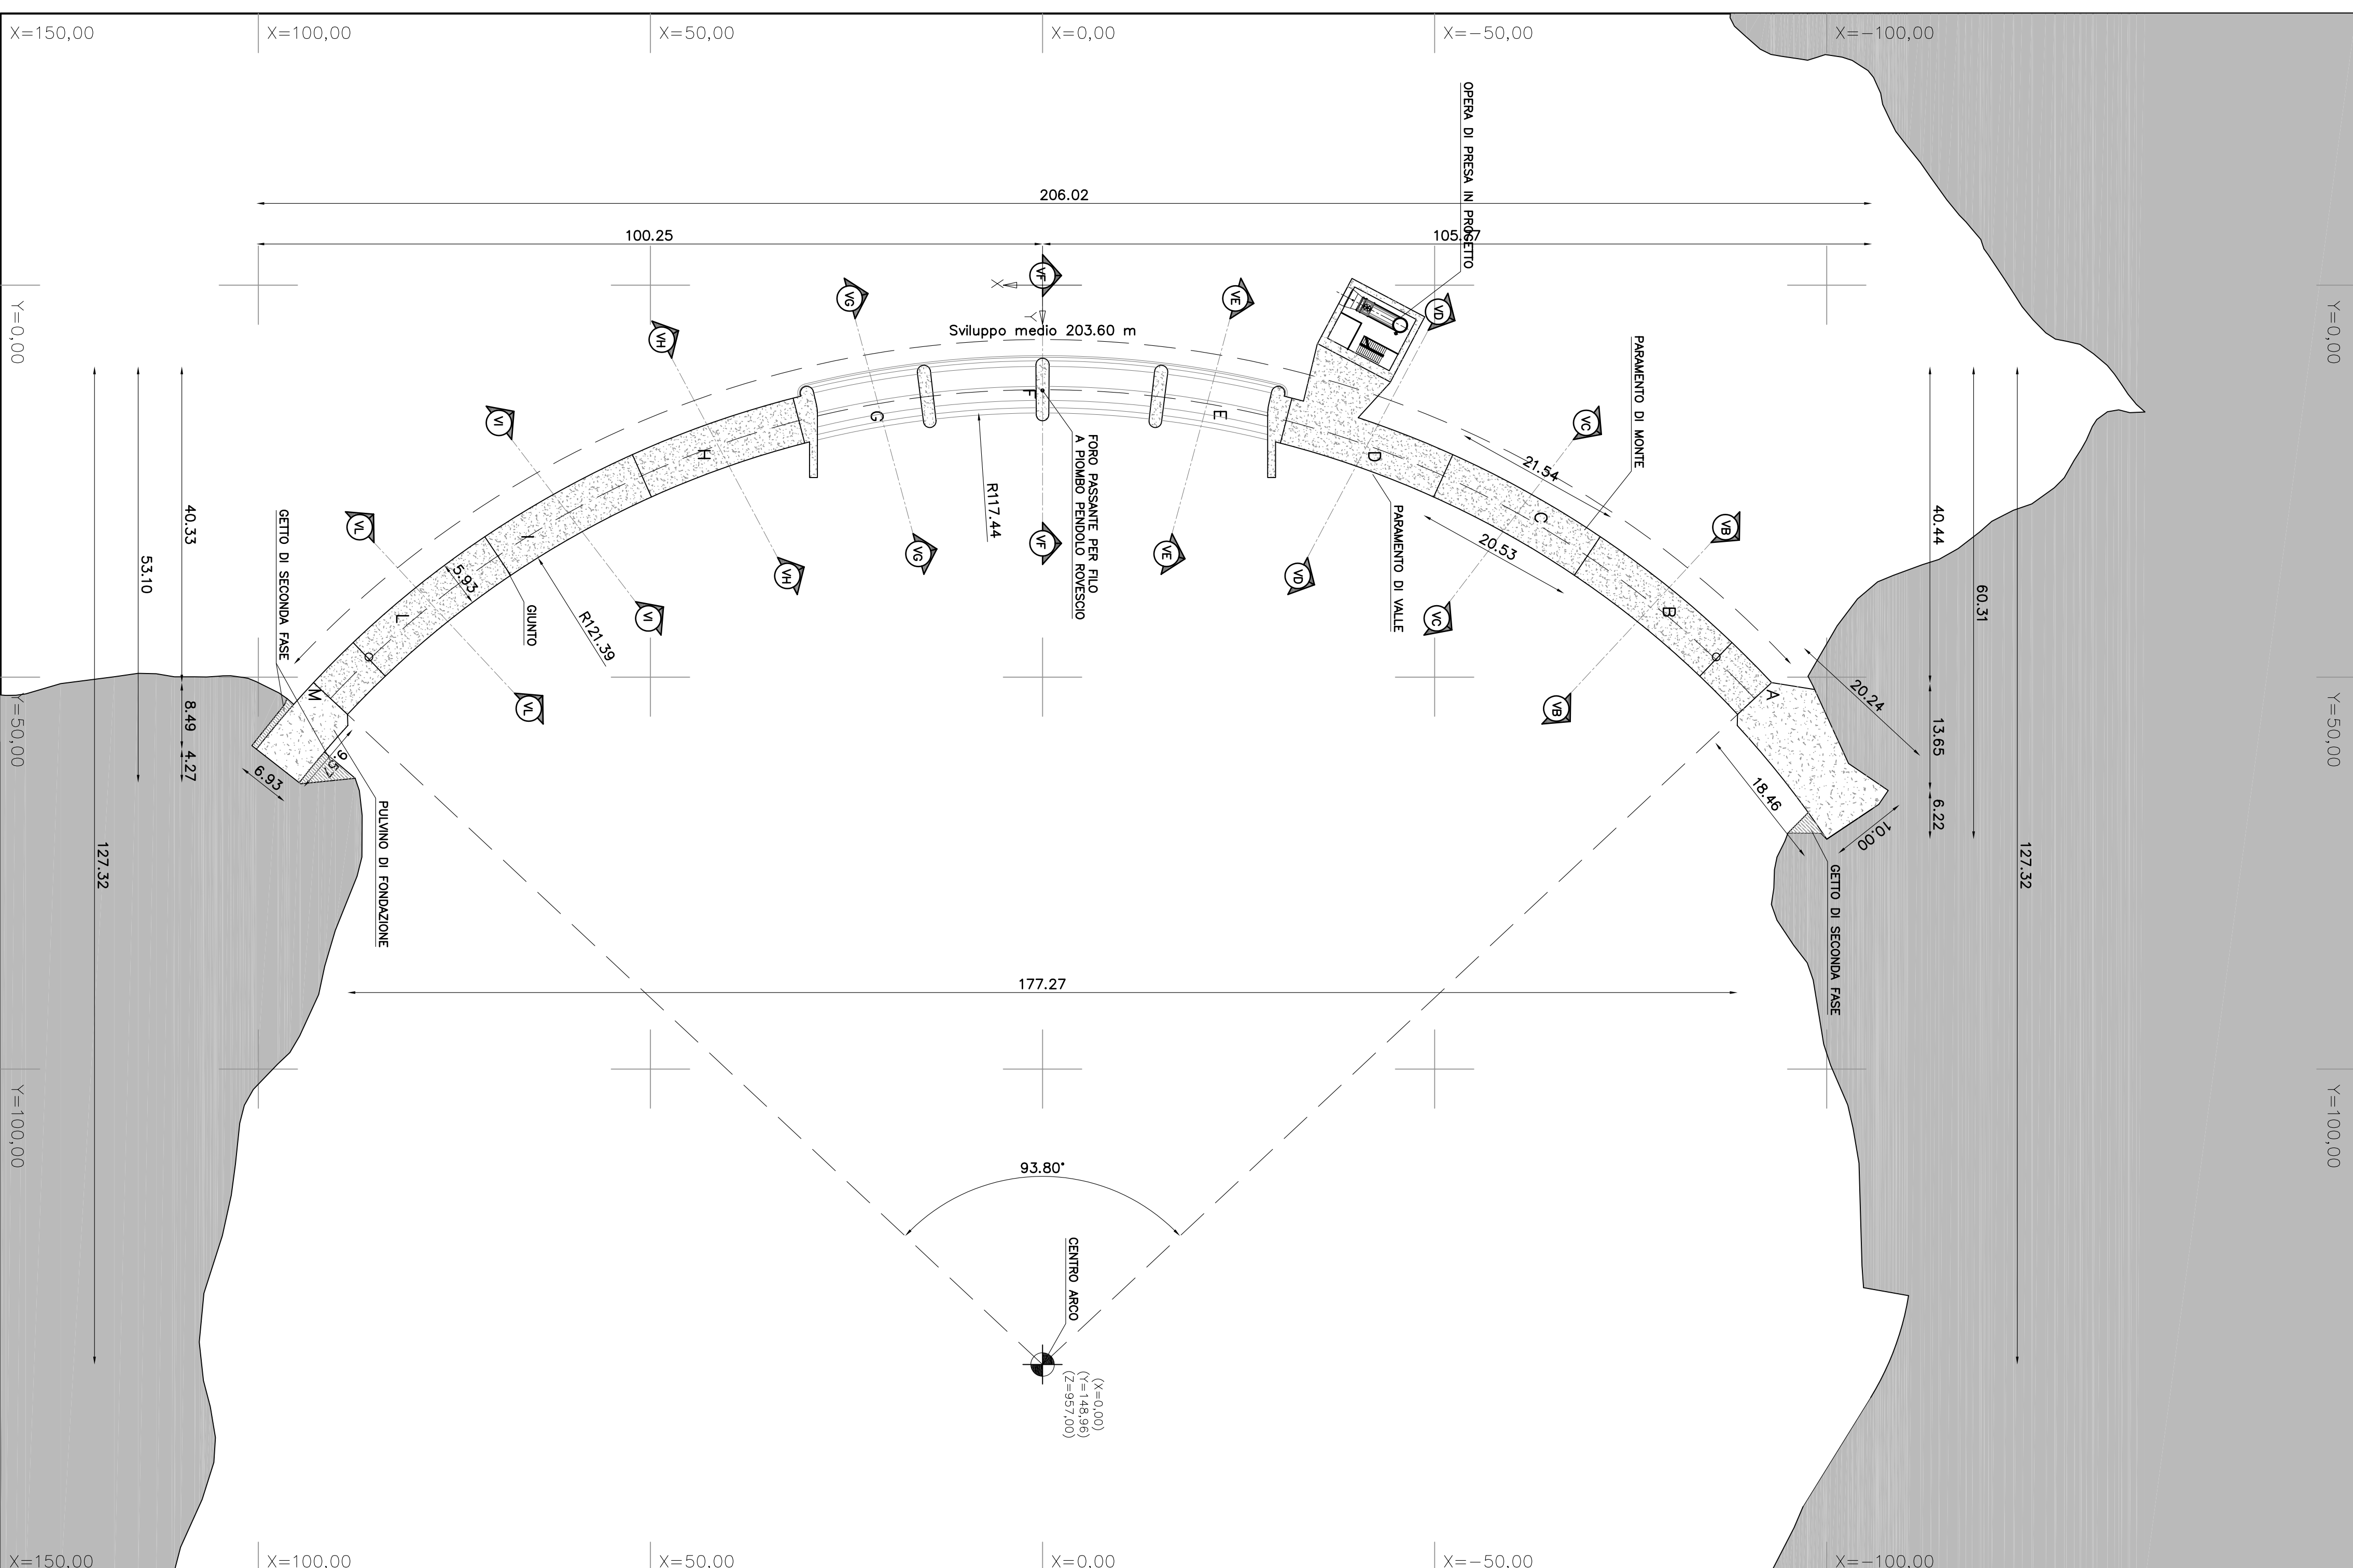 X=150,00
X=100,00
X=50,00
X=0,00
X=-50,00
X=-100,00
OPERA DI PRESA IN PROGETTO
206.02
100.25
105.77
VF
X
Y
VG
VE
VD
Y=0,00
Y=0,00
Sviluppo medio 203.60 m
VH
PARAMENTO DI MONTE
F
G
E
VI
VC
H
D
21.54
FORO PASSANTE PER FILO
A PIOMBO PENDOLO ROVESCIO
R117.44
PARAMENTO DI VALLE
40.33
53.10
GETTO DI SECONDA FASE
VL
I
C
20.53
VB
40.44
60.31
VG
VF
VE
VH
VD
5.93
GIUNTO
R121.39
VI
VC
L
B
M
A
20.24
VL
VB
Y=50,00
Y=50,00
8.49
4.27
13.65
6.22
6.93
9.57
18.46
10.00
127.32
127.32
PULVINO DI FONDAZIONE
GETTO DI SECONDA FASE
177.27
Y=100,00
Y=100,00
93.80°
CENTRO ARCO
(X=0,00)
(Y=148,96)
(Z=957,00)
X=150,00
X=100,00
X=50,00
X=0,00
X=-50,00
X=-100,00